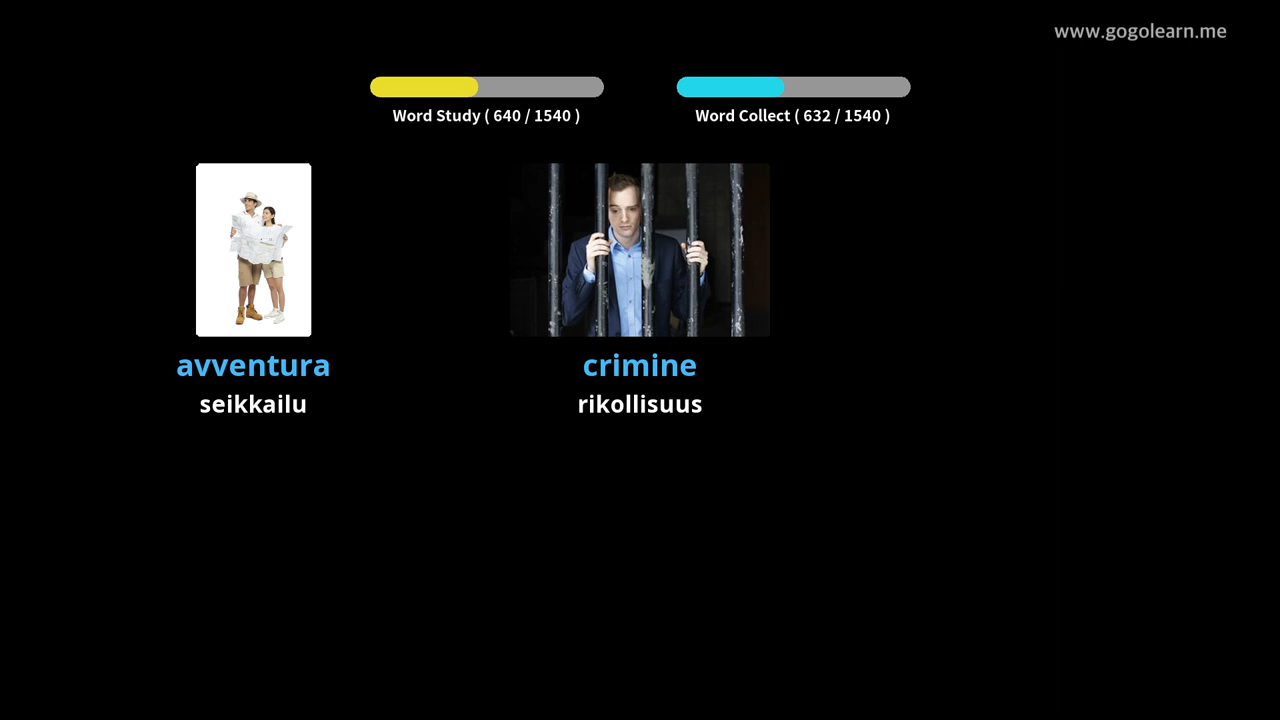 www.gogolearn.me
Word Study ( 640 / 1540 )
Word Collect ( 632 / 1540 )
avventura
seikkailu
crimine
rikollisuus